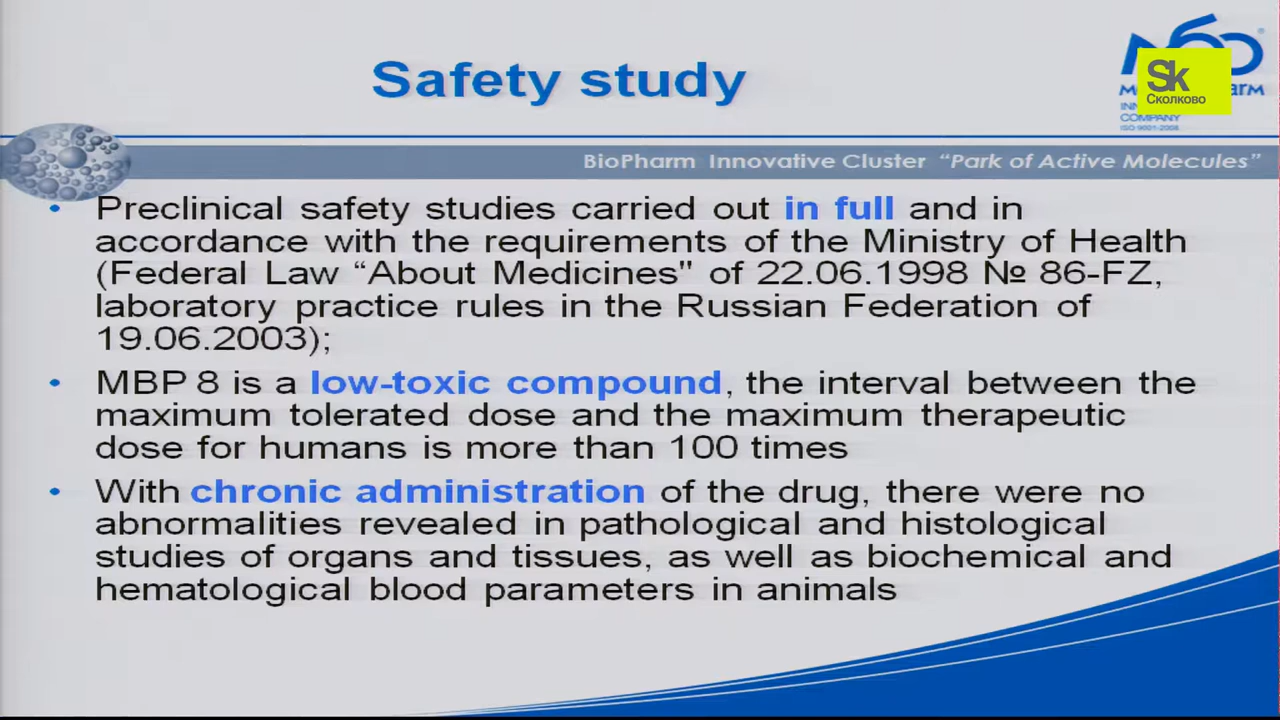 Safety study
Sk
Сколково
COMPANY
ISO 9001-2008
BioPharm Innovative Cluster “Park of Active Molecules”
• Preclinical safety studies carried out in full and in
accordance with the requirements of the Ministry of Health
(Federal Law “About Medicines" of 22.06.1998 № 86-FZ,
laboratory practice rules in the Russian Federation of
19.06.2003);
• MBP 8 is a low-toxic compound, the interval between the
maximum tolerated dose and the maximum therapeutic
dose for humans is more than 100 times
• With chronic administration of the drug, there were no
abnormalities revealed in pathological and histological
studies of organs and tissues, as well as biochemical and
hematological blood parameters in animals